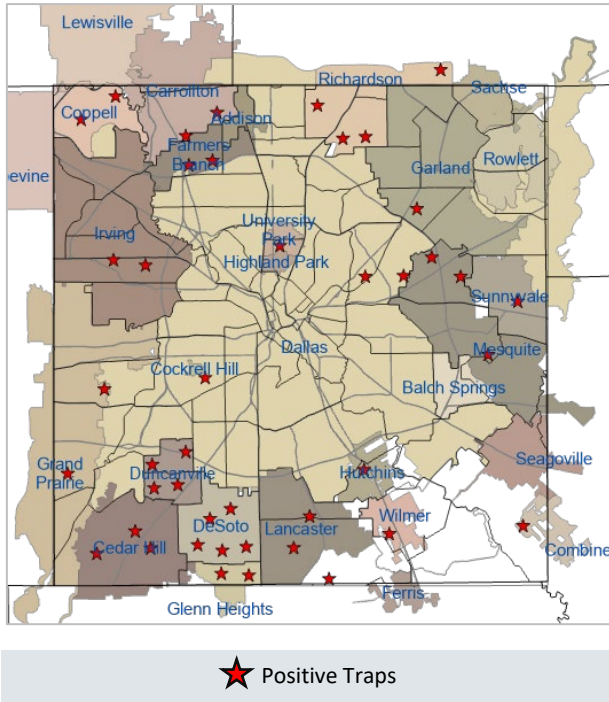 Lewisville
Richardson
Carrollton
Sachse
Coppell
Addison
Farmers
Branch
Garland
Rowlett
evine
University
Park
Irving
Highland Park
Sunnvale
Dallas
Mesquite
Cockrell Hill
Balch Springs
Grand
Prairie
Duncanville
Hutchins
Seagoville
DeSoto
Lancaster
Wilmer
Cedar Hill
Combine
Glenn Heights
Ferris
Positive Traps